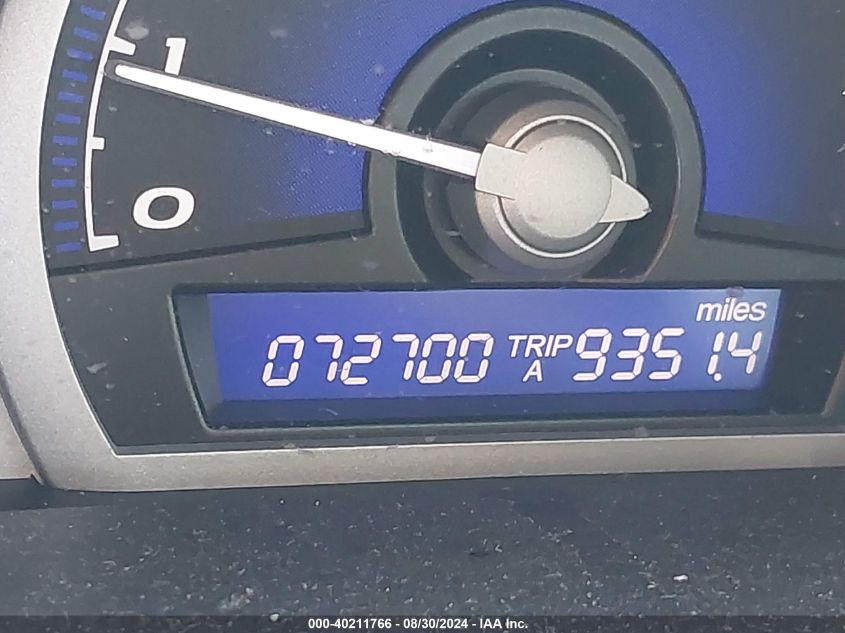 1
0
miles
072700 TRIP A 9351.4
000-40211766 - 08/30/2024 - IAA Inc.